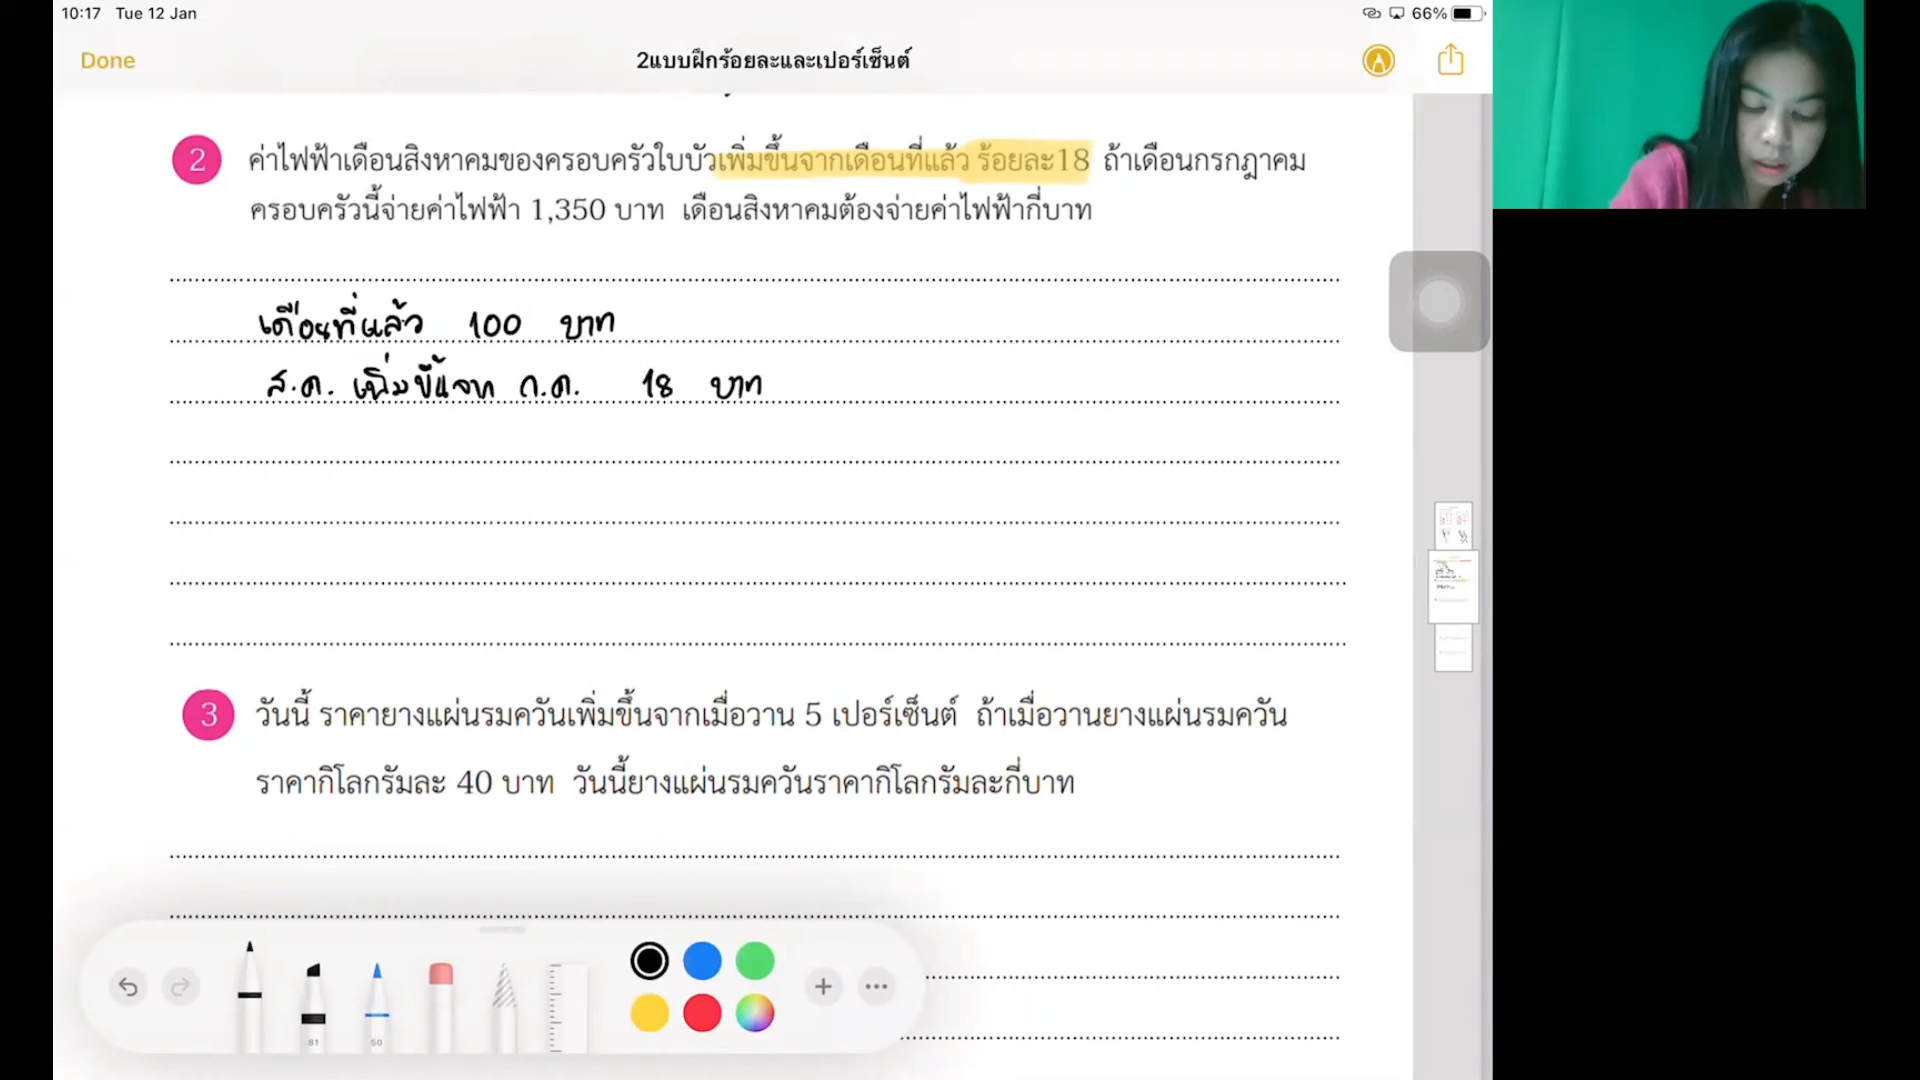 10:17 Tue 12 Jan 66%
Done 2แบบฝึกร้อยละและเปอร์เซ็นต์
2 ค่าไฟฟ้าเดือนสิงหาคมของครอบครัวใบบัวเพิ่มขึ้นจากเดือนที่แล้ว ร้อยละ18 ถ้าเดือนกรกฎาคม
ครอบครัวนี้จ่ายค่าไฟฟ้า 1,350 บาท เดือนสิงหาคมต้องจ่ายค่าไฟฟ้ากี่บาท
เดือนที่แล้ว 100 บาท
ส.ค. เพิ่มขึ้นจาก ก.ค. 18 บาท
3 วันนี้ ราคายางแผ่นรมควันเพิ่มขึ้นจากเมื่อวาน 5 เปอร์เซ็นต์ ถ้าเมื่อวานยางแผ่นรมควัน
ราคากิโลกรัมละ 40 บาท วันนี้ยางแผ่นรมควันราคากิโลกรัมละกี่บาท
81 50